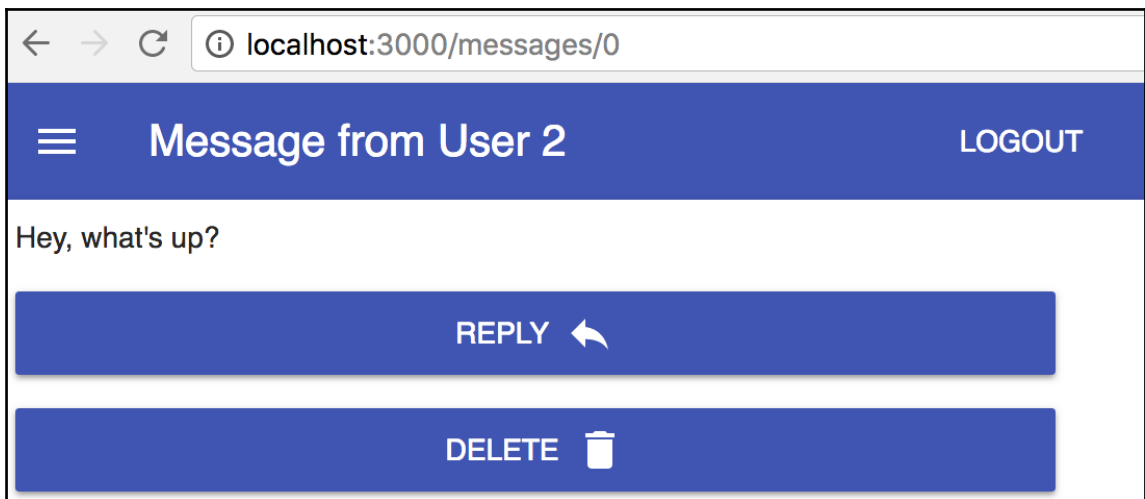 localhost:3000/messages/0
Message from User 2 LOGOUT
Hey, what's up?
REPLY
DELETE